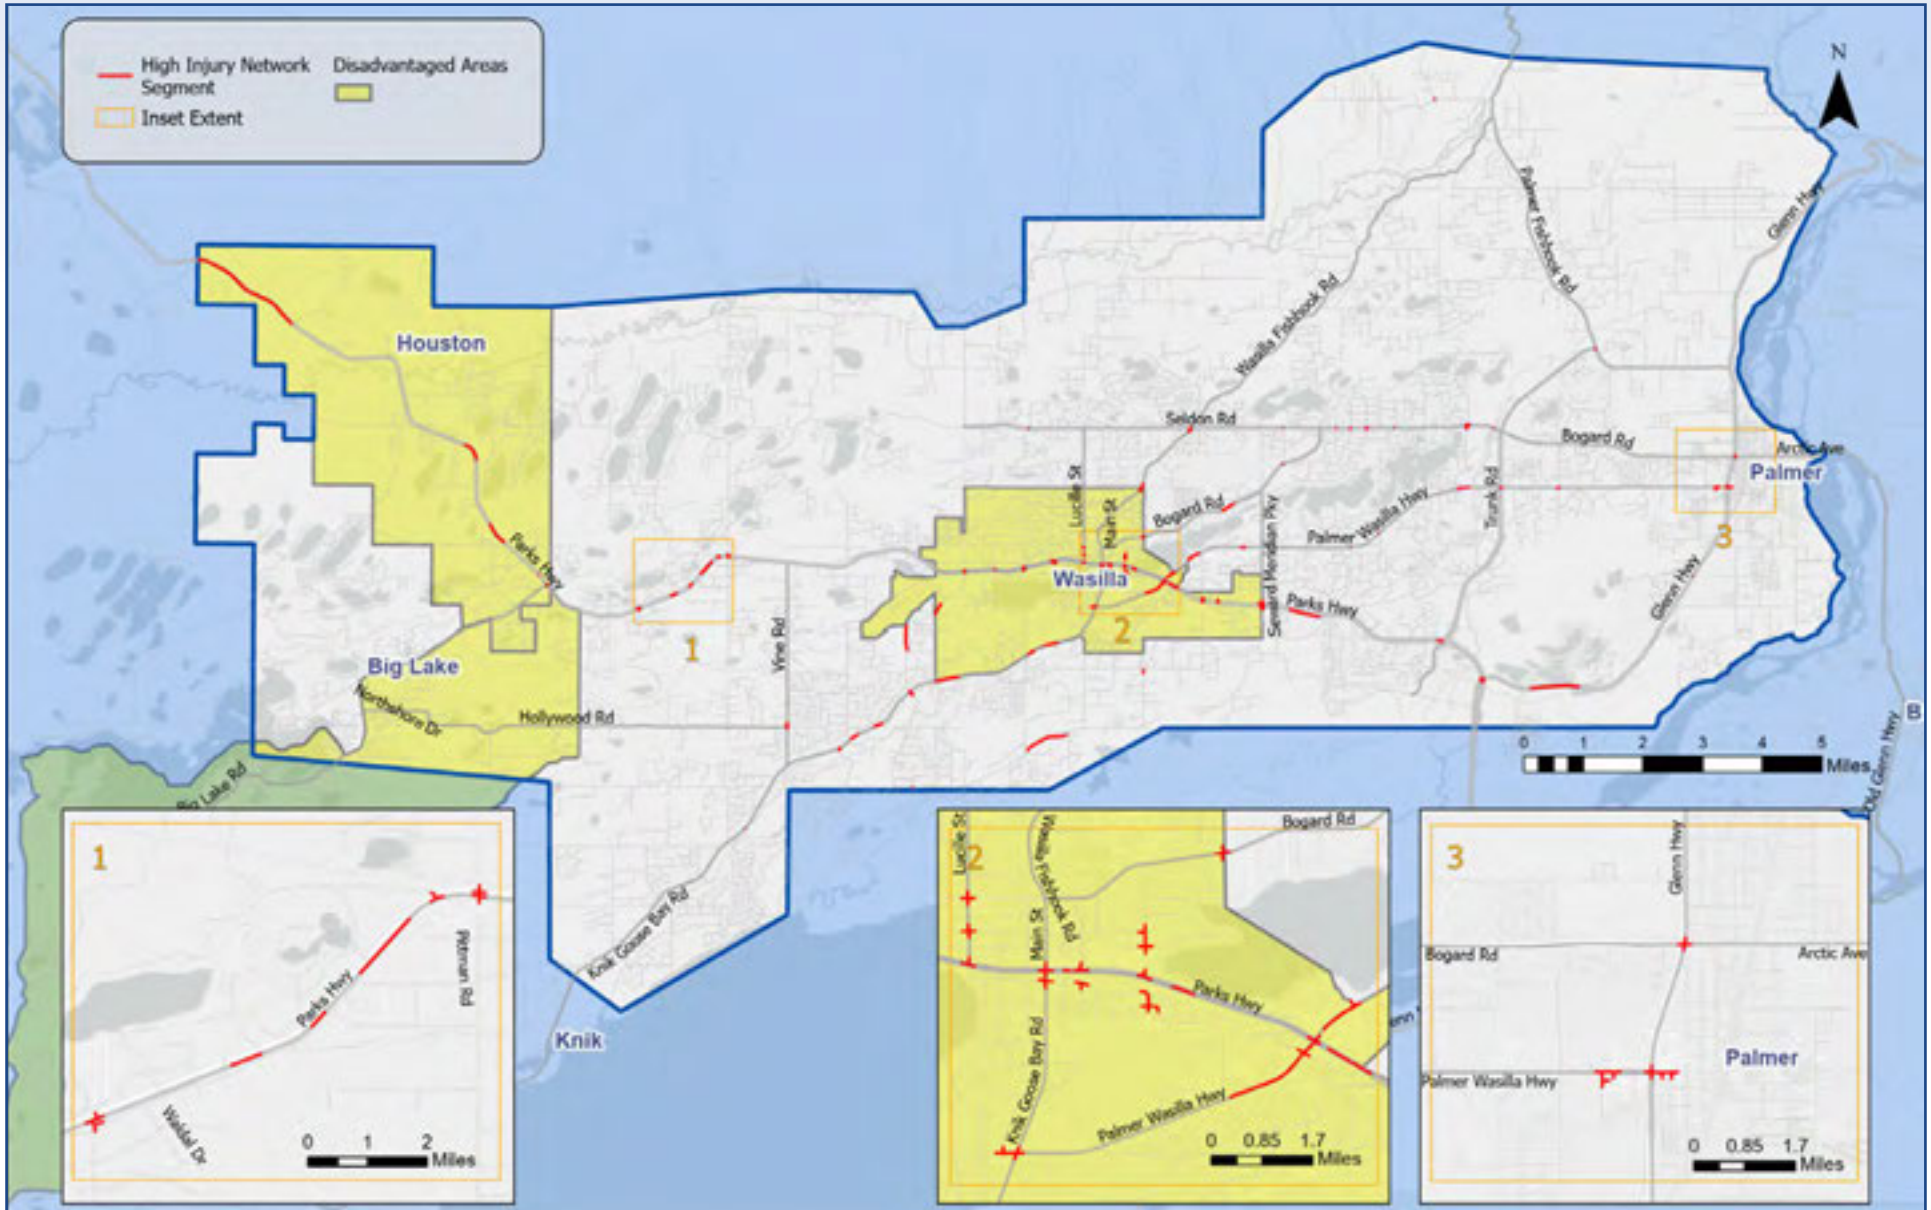 High Injury Network
Segment
Disadvantaged Areas
Inset Extent
N
Glenn Hwy
Palmer Fishhook Rd
Wasilla Fishhook Rd
Houston
Seldon Rd
Bogard Rd
Arctic Ave
Palmer
Lucille St
Main St
Bogard Rd
Palmer Wasilla Hwy
Trunk Rd
Seward Meridian Pky
3
Parks Hwy
Wasilla
Parks Hwy
Glenn Hwy
1
2
Vine Rd
Big Lake
Northshore Dr
Hollywood Rd
B
Old Glenn Hwy
0 1 2 3 4 5
Miles
Big Lake Rd
Knik Goose Bay Rd
Knik
1
Parks Hwy
Pittman Rd
Waldal Dr
0 1 2
Miles
2
Lucille St
Wasilla Fishhook Rd
Bogard Rd
Main St
Parks Hwy
enn
Knik Goose Bay Rd
Palmer Wasilla Hwy
0 0.85 1.7
Miles
3
Glenn Hwy
Bogard Rd
Arctic Ave
Palmer
Palmer Wasilla Hwy
0 0.85 1.7
Miles